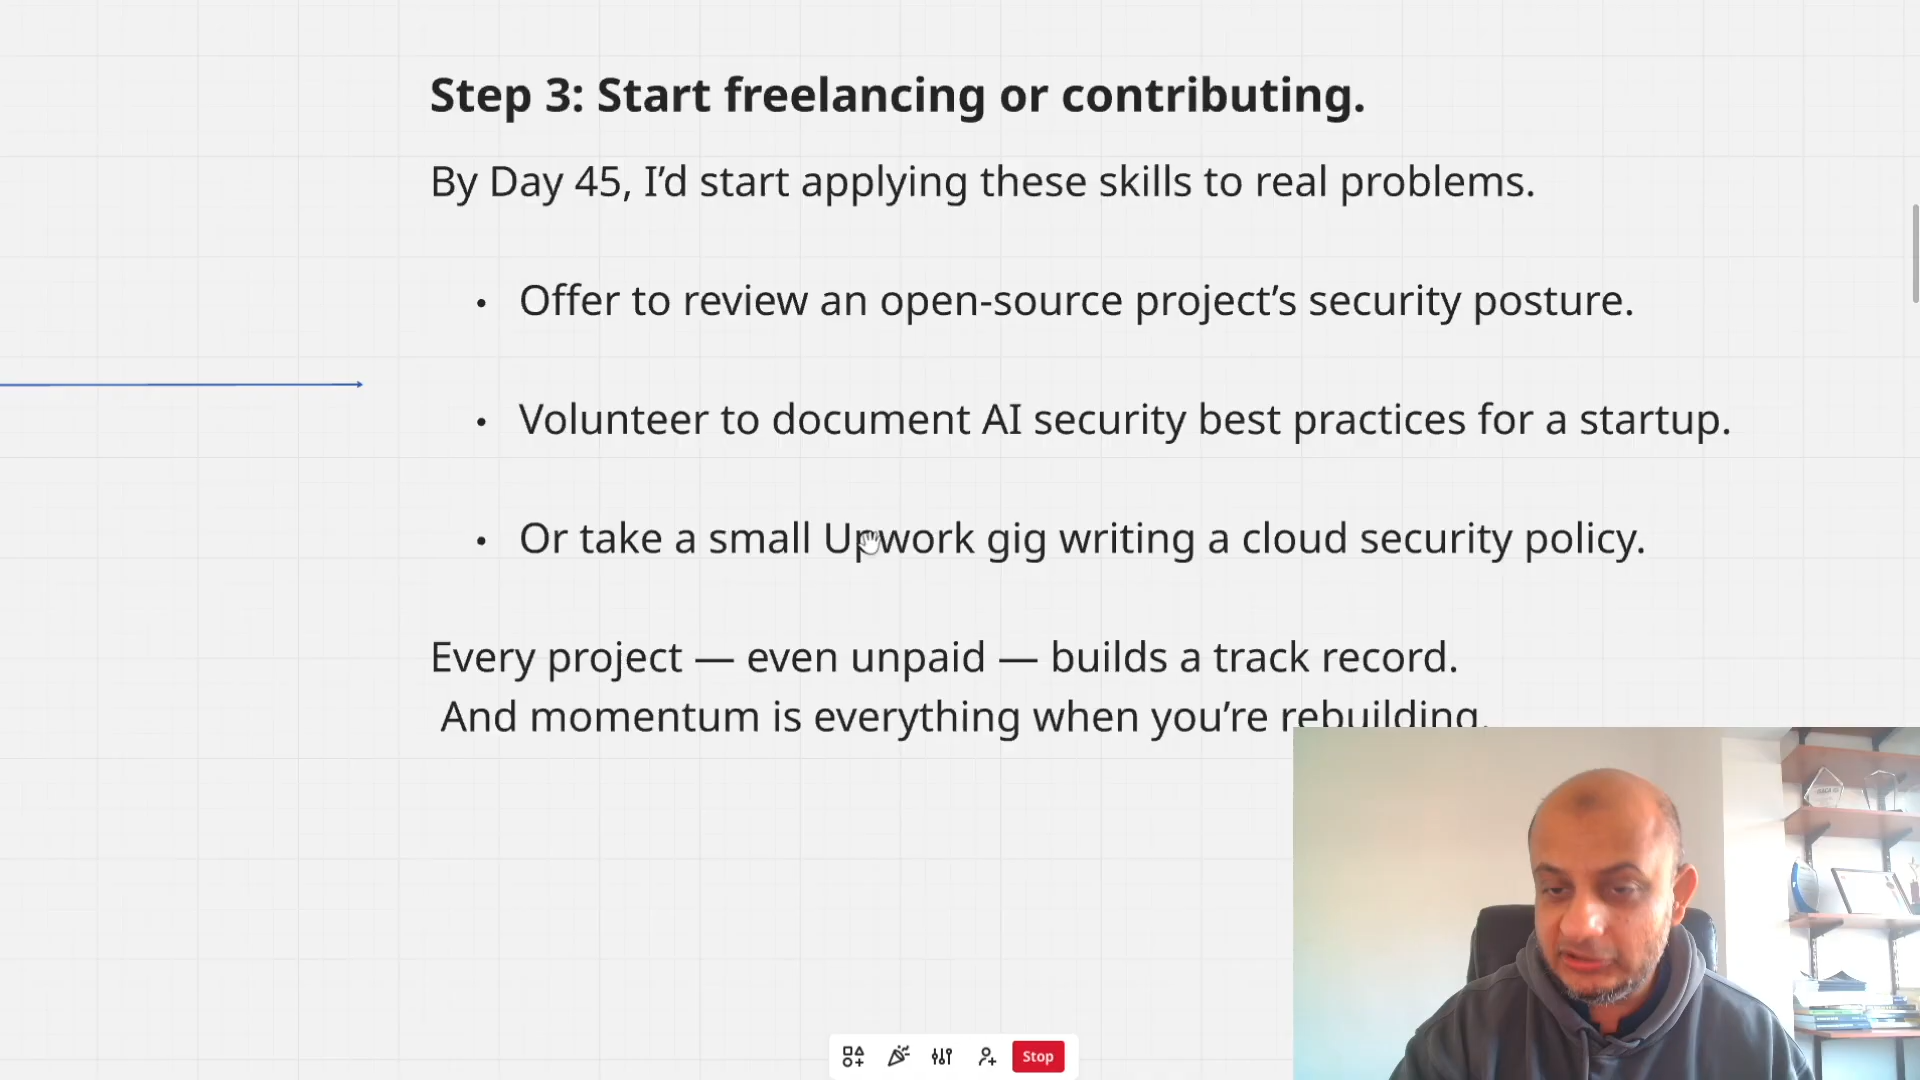 Step 3: Start freelancing or contributing.
By Day 45, I’d start applying these skills to real problems.
• Offer to review an open-source project’s security posture.
• Volunteer to document AI security best practices for a startup.
• Or take a small Upwork gig writing a cloud security policy.
Every project — even unpaid — builds a track record.
And momentum is everything when you’re rebuilding.
Stop